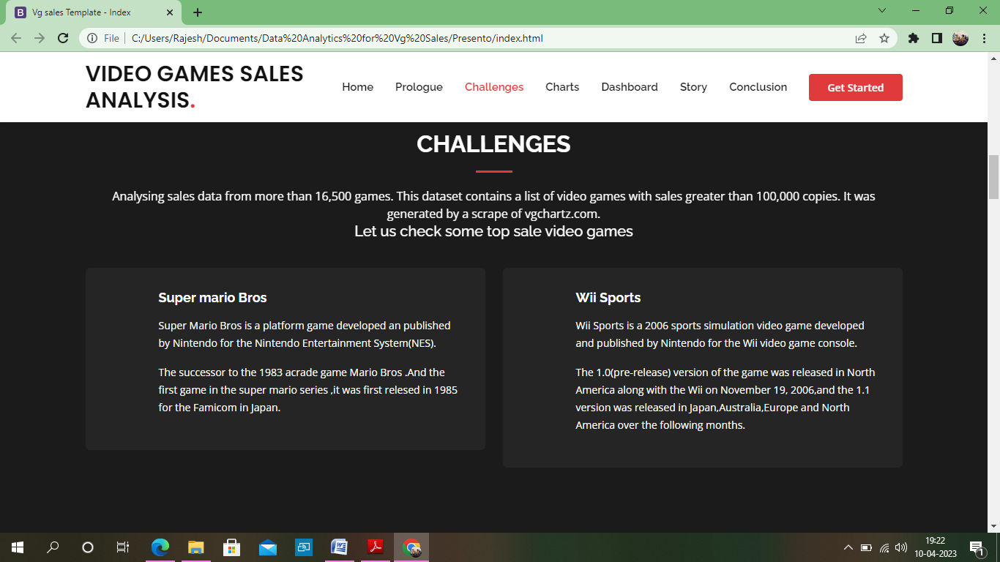 Vg sales Template - Index
File
C:/Users/Rajesh/Documents/Data%20Analytics%20for%20Vg%20Sales/Presento/index.html
VIDEO GAMES SALES
ANALYSIS.
Home
Prologue
Challenges
Charts
Dashboard
Story
Conclusion
Get Started
CHALLENGES
Analysing sales data from more than 16,500 games. This dataset contains a list of video games with sales greater than 100,000 copies. It was
generated by a scrape of vgchartz.com.
Let us check some top sale video games
Super mario Bros
Super Mario Bros is a platform game developed an published
by Nintendo for the Nintendo Entertainment System(NES).
The successor to the 1983 acrade game Mario Bros .And the
first game in the super mario series ,it was first relesed in 1985
for the Famicom in Japan.
Wii Sports
Wii Sports is a 2006 sports simulation video game developed
and published by Nintendo for the Wii video game console.
The 1.0(pre-release) version of the game was released in North
America along with the Wii on November 19, 2006,and the 1.1
version was released in Japan,Australia,Europe and North
America over the following months.
19:22
10-04-2023
1